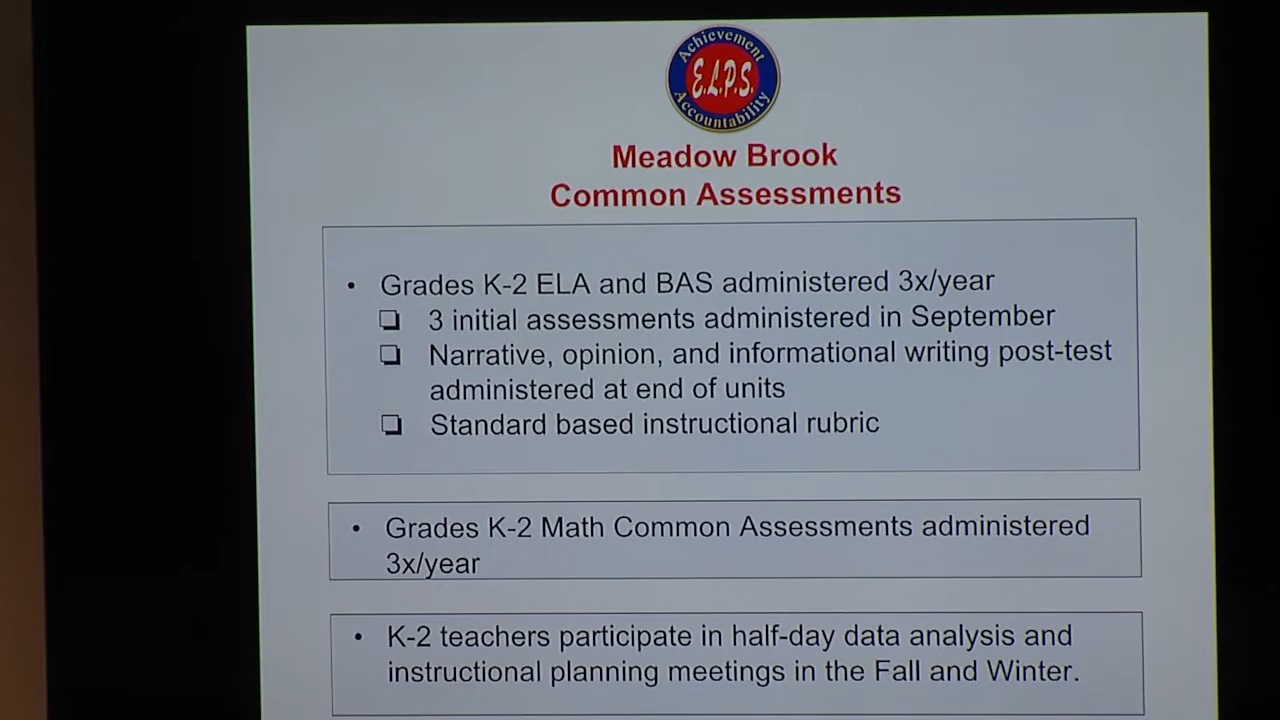 Achievement
E.L.P.S.
Accountability
Meadow Brook
Common Assessments
• Grades K-2 ELA and BAS administered 3x/year
❑ 3 initial assessments administered in September
❑ Narrative, opinion, and informational writing post-test
administered at end of units
❑ Standard based instructional rubric
• Grades K-2 Math Common Assessments administered
3x/year
• K-2 teachers participate in half-day data analysis and
instructional planning meetings in the Fall and Winter.